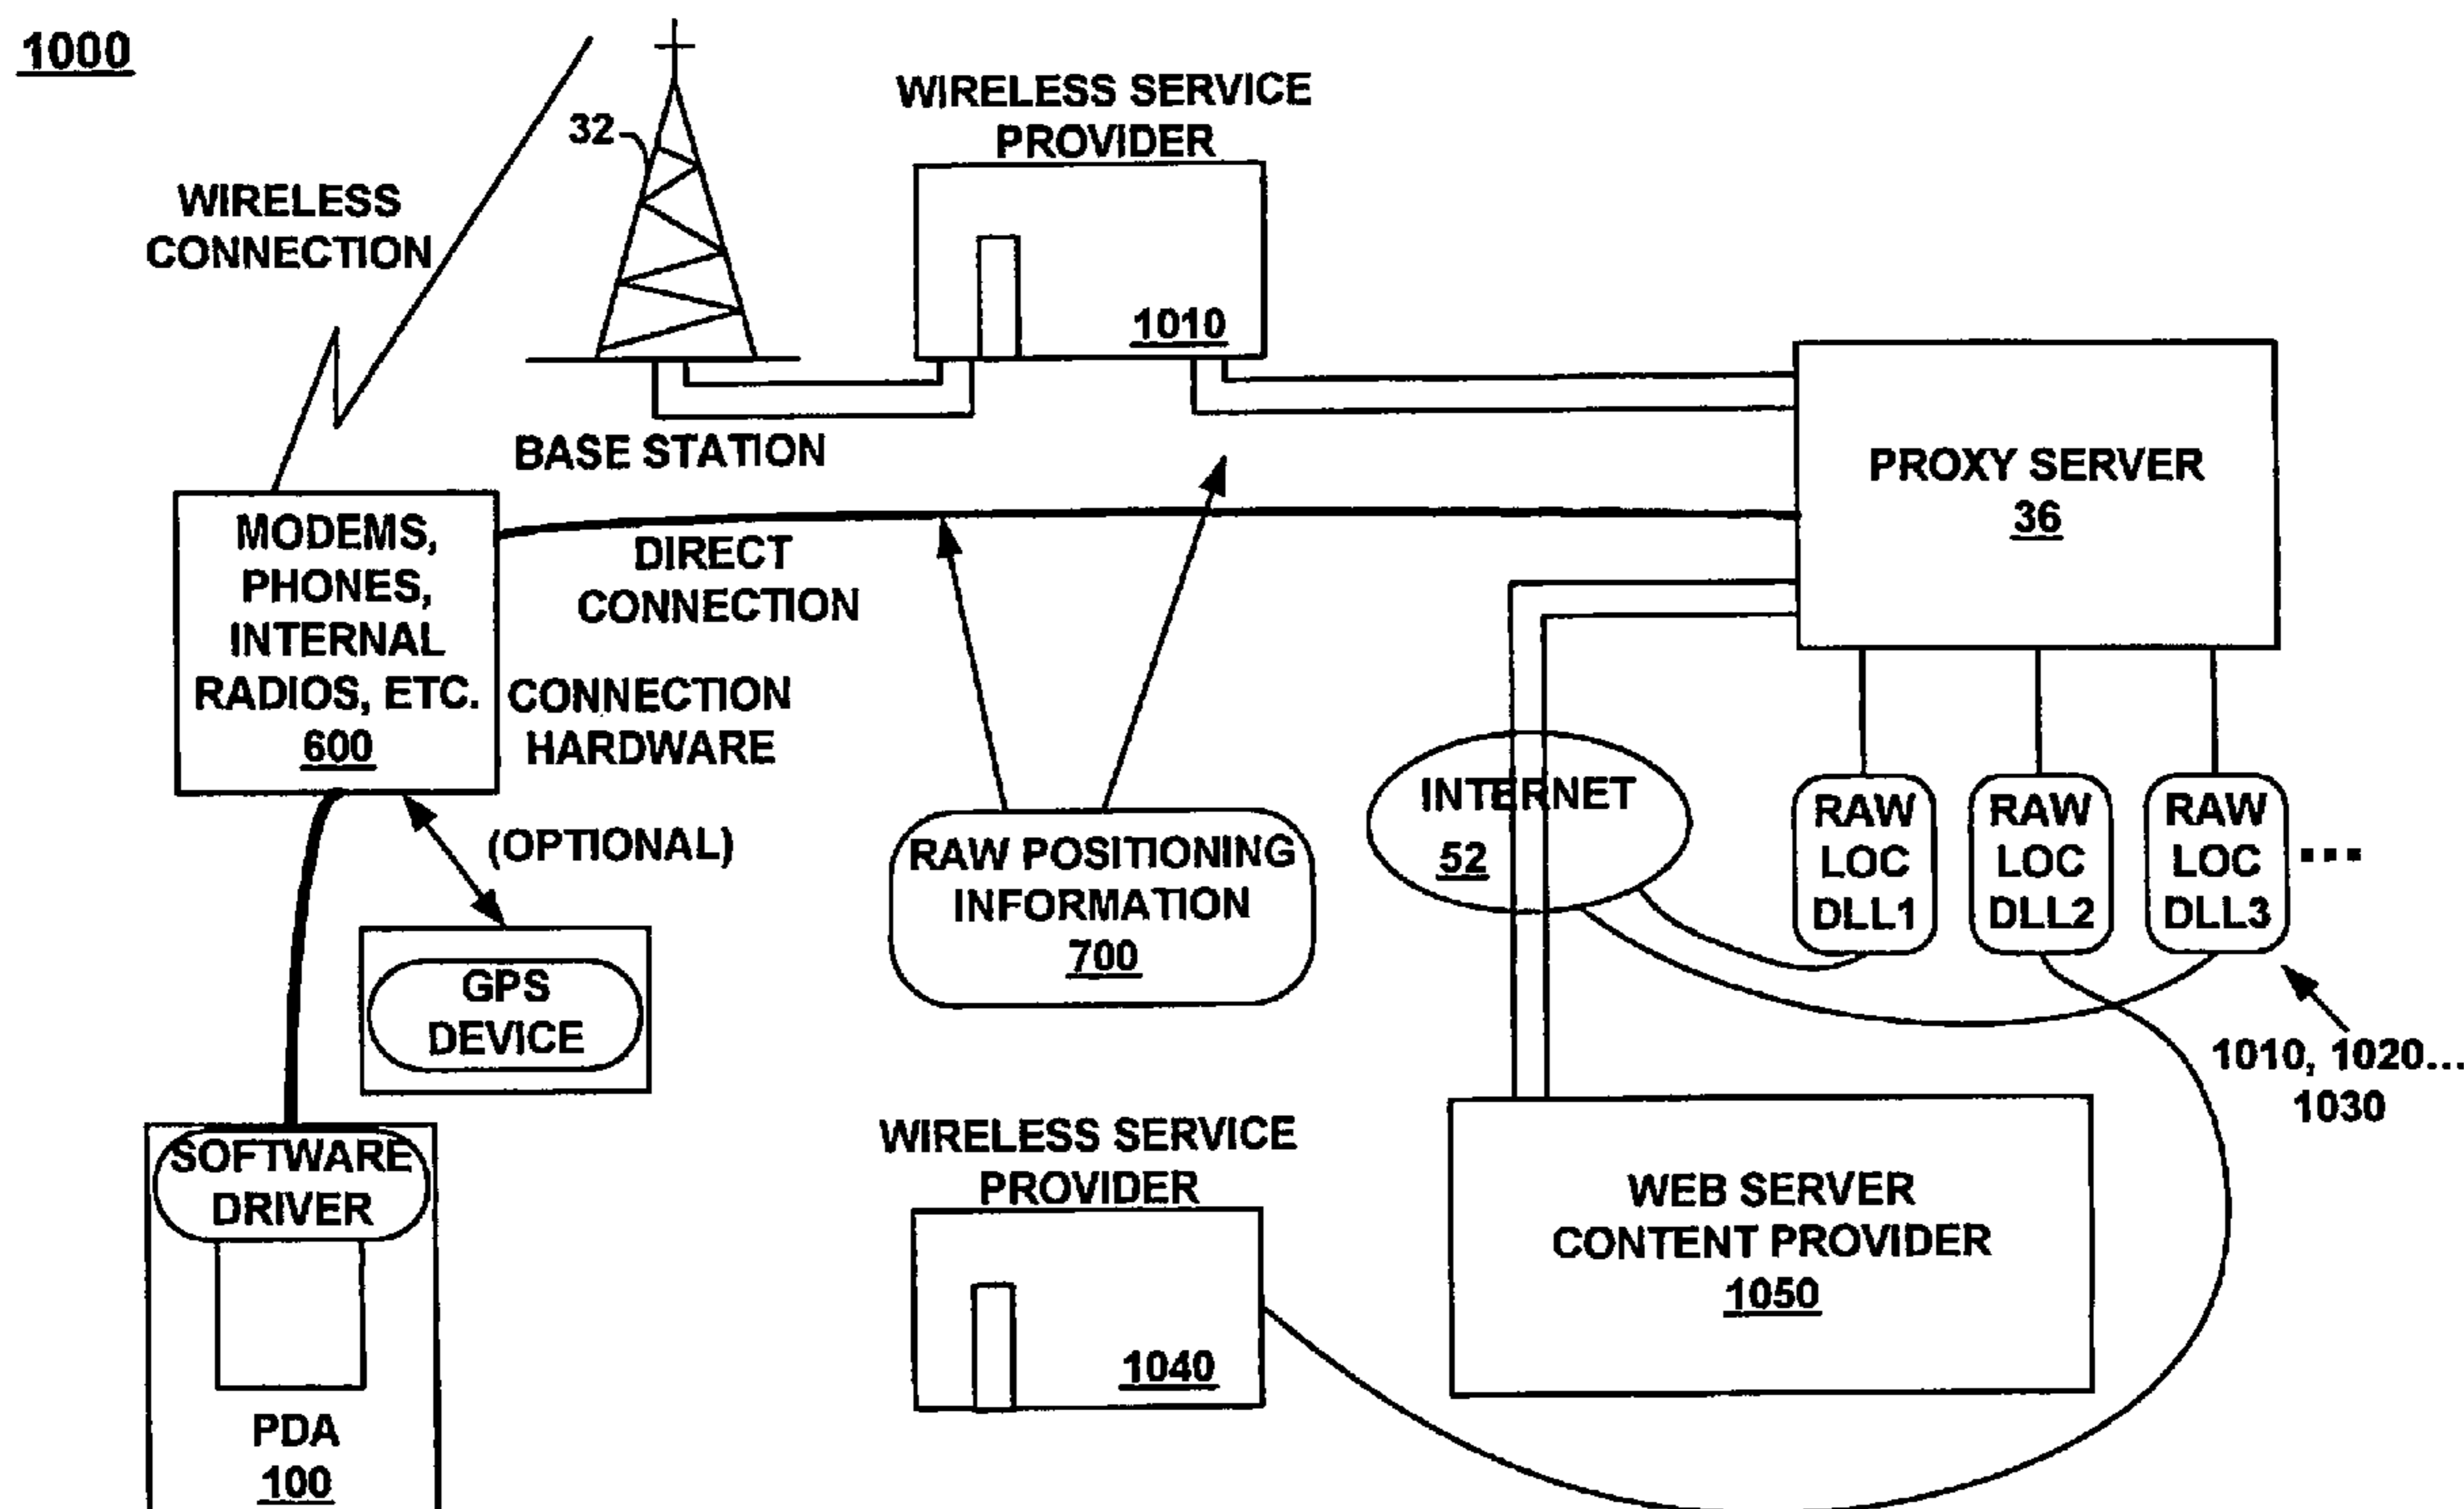 1000
32
WIRELESS SERVICE
PROVIDER
1010
WIRELESS
CONNECTION
BASE STATION
PROXY SERVER
36
MODEMS,
PHONES,
INTERNAL
RADIOS, ETC.
600
DIRECT
CONNECTION
CONNECTION
HARDWARE
(OPTIONAL)
GPS
DEVICE
RAW POSITIONING
INFORMATION
700
INTERNET
52
RAW
LOC
DLL1
RAW
LOC
DLL2
RAW
LOC
DLL3
...
1010, 1020...
1030
SOFTWARE
DRIVER
PDA
100
WIRELESS SERVICE
PROVIDER
1040
WEB SERVER
CONTENT PROVIDER
1050